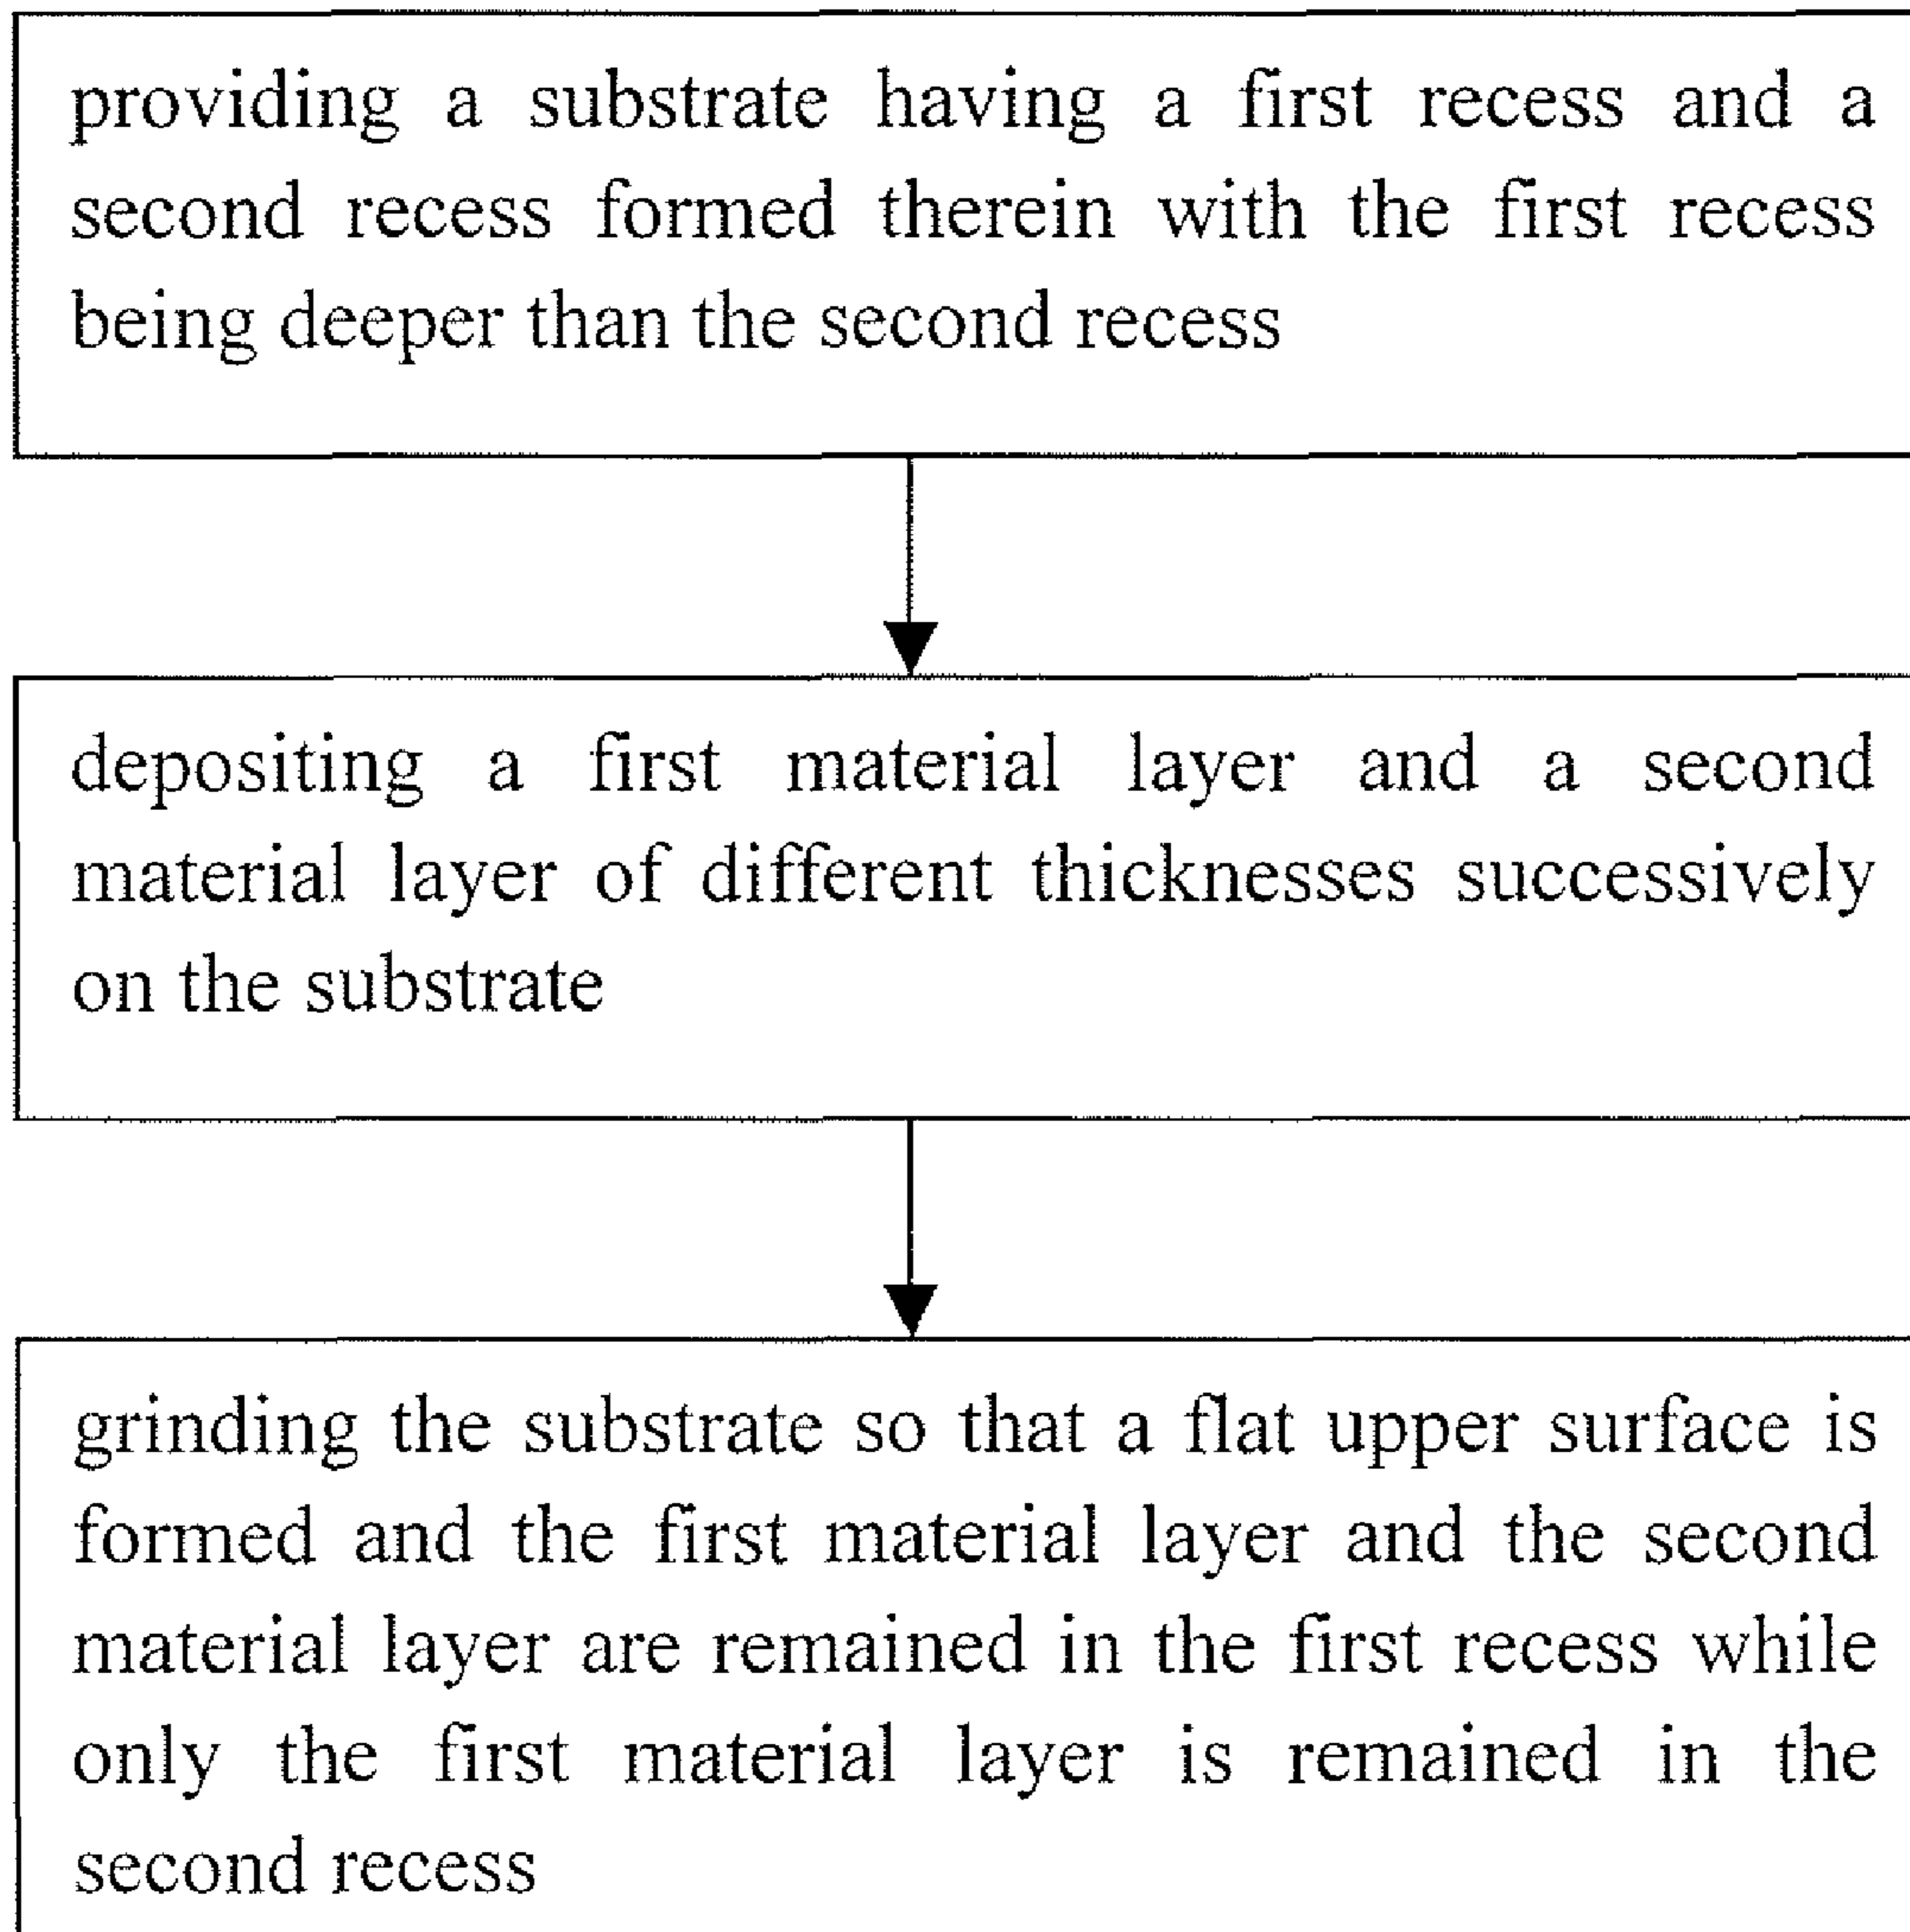 providing a substrate having a first recess and a
second recess formed therein with the first recess
being deeper than the second recess
depositing a first material layer and a second
material layer of different thicknesses successively
on the substrate
grinding the substrate so that a flat upper surface is
formed and the first material layer and the second
material layer are remained in the first recess while
only the first material layer is remained in the
second recess